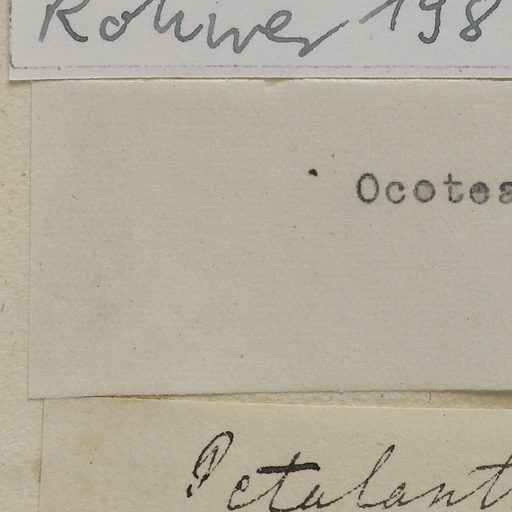 Rohwer 198
Ocotea
Petalant